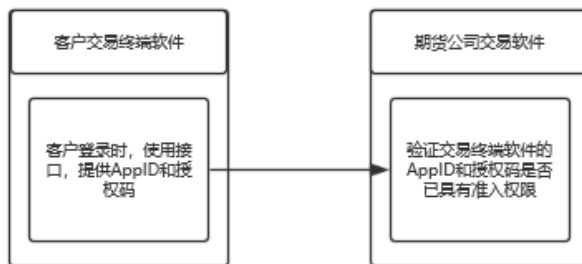 客户交易终端软件
期货公司交易软件
客户登录时，使用接
口，提供AppID和授
权码
验证交易终端软件的
AppID和授权码是否
已具有准入权限